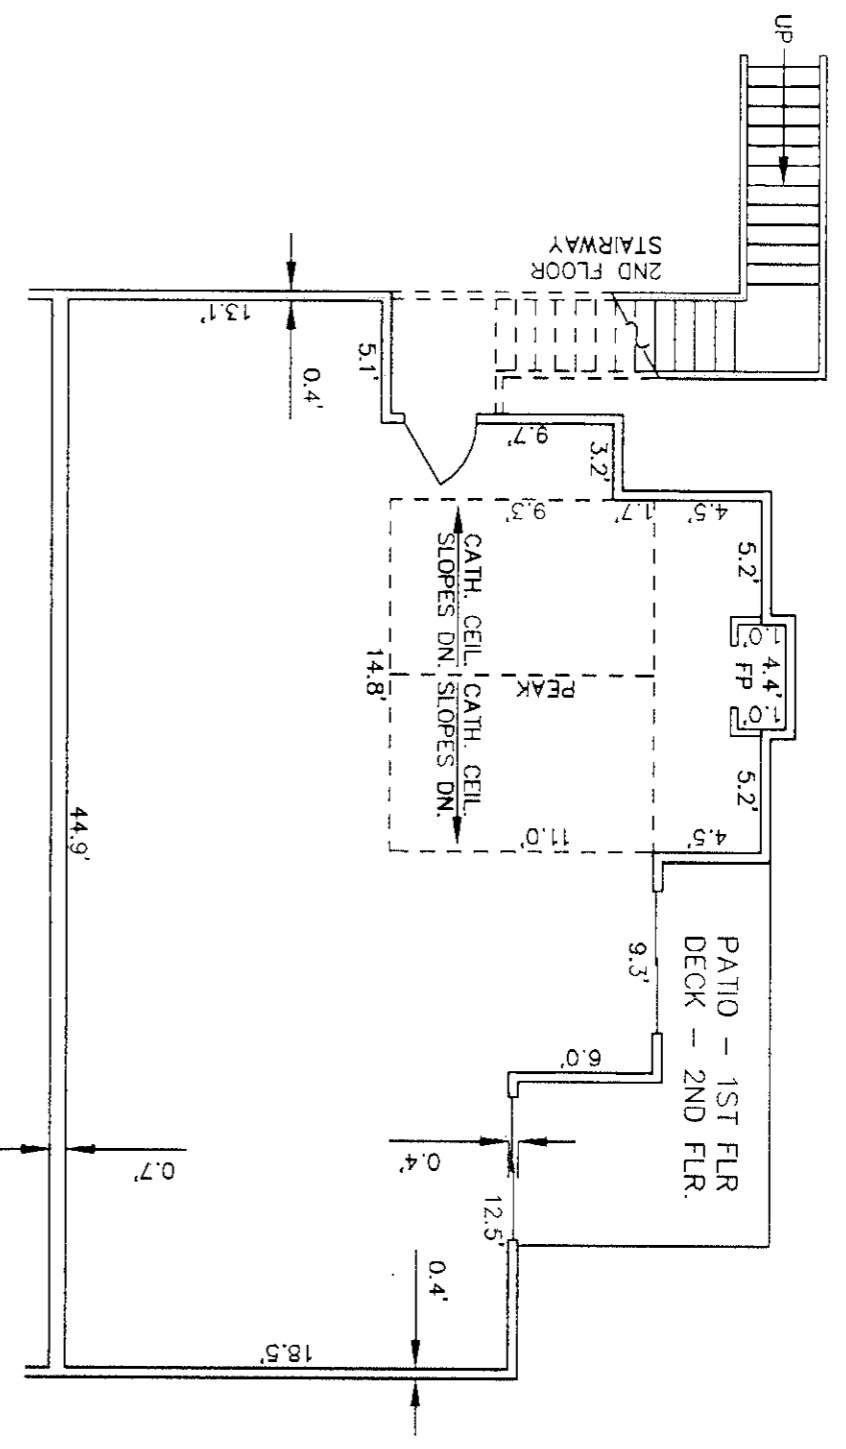 UP
2ND FLOOR
STAIRWAY
13.1'
0.4'
5.1'
9.7'
3.2'
9.3'
1.7'
4.5'
5.2'
1.0'
4.4'
FP
1.0'
5.2'
4.5'
CATH. CEIL.
SLOPES DN.
PEAK
14.8'
CATH. CEIL.
SLOPES DN.
11.0'
44.9'
9.3'
PATIO - 1ST FLR
DECK - 2ND FLR.
6.0'
0.4'
0.7'
12.5'
0.4'
18.5'